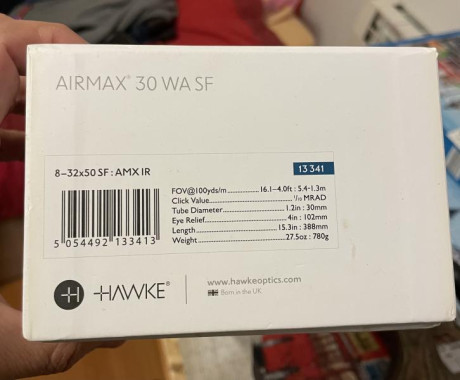 AIRMAX® 30 WA SF
8-32x50 SF : AMX IR
13 341
FOV@100yds/m 16.1–4.0ft : 5.4-1.3m
Click Value 1/10 MRAD
Tube Diameter 1.2in : 30mm
Eye Relief 4in : 102mm
Length 15.3in : 388mm
Weight 27.5oz : 780g
5 054492 133413
HAWKE®
www.hawkeoptics.com
Born in the UK